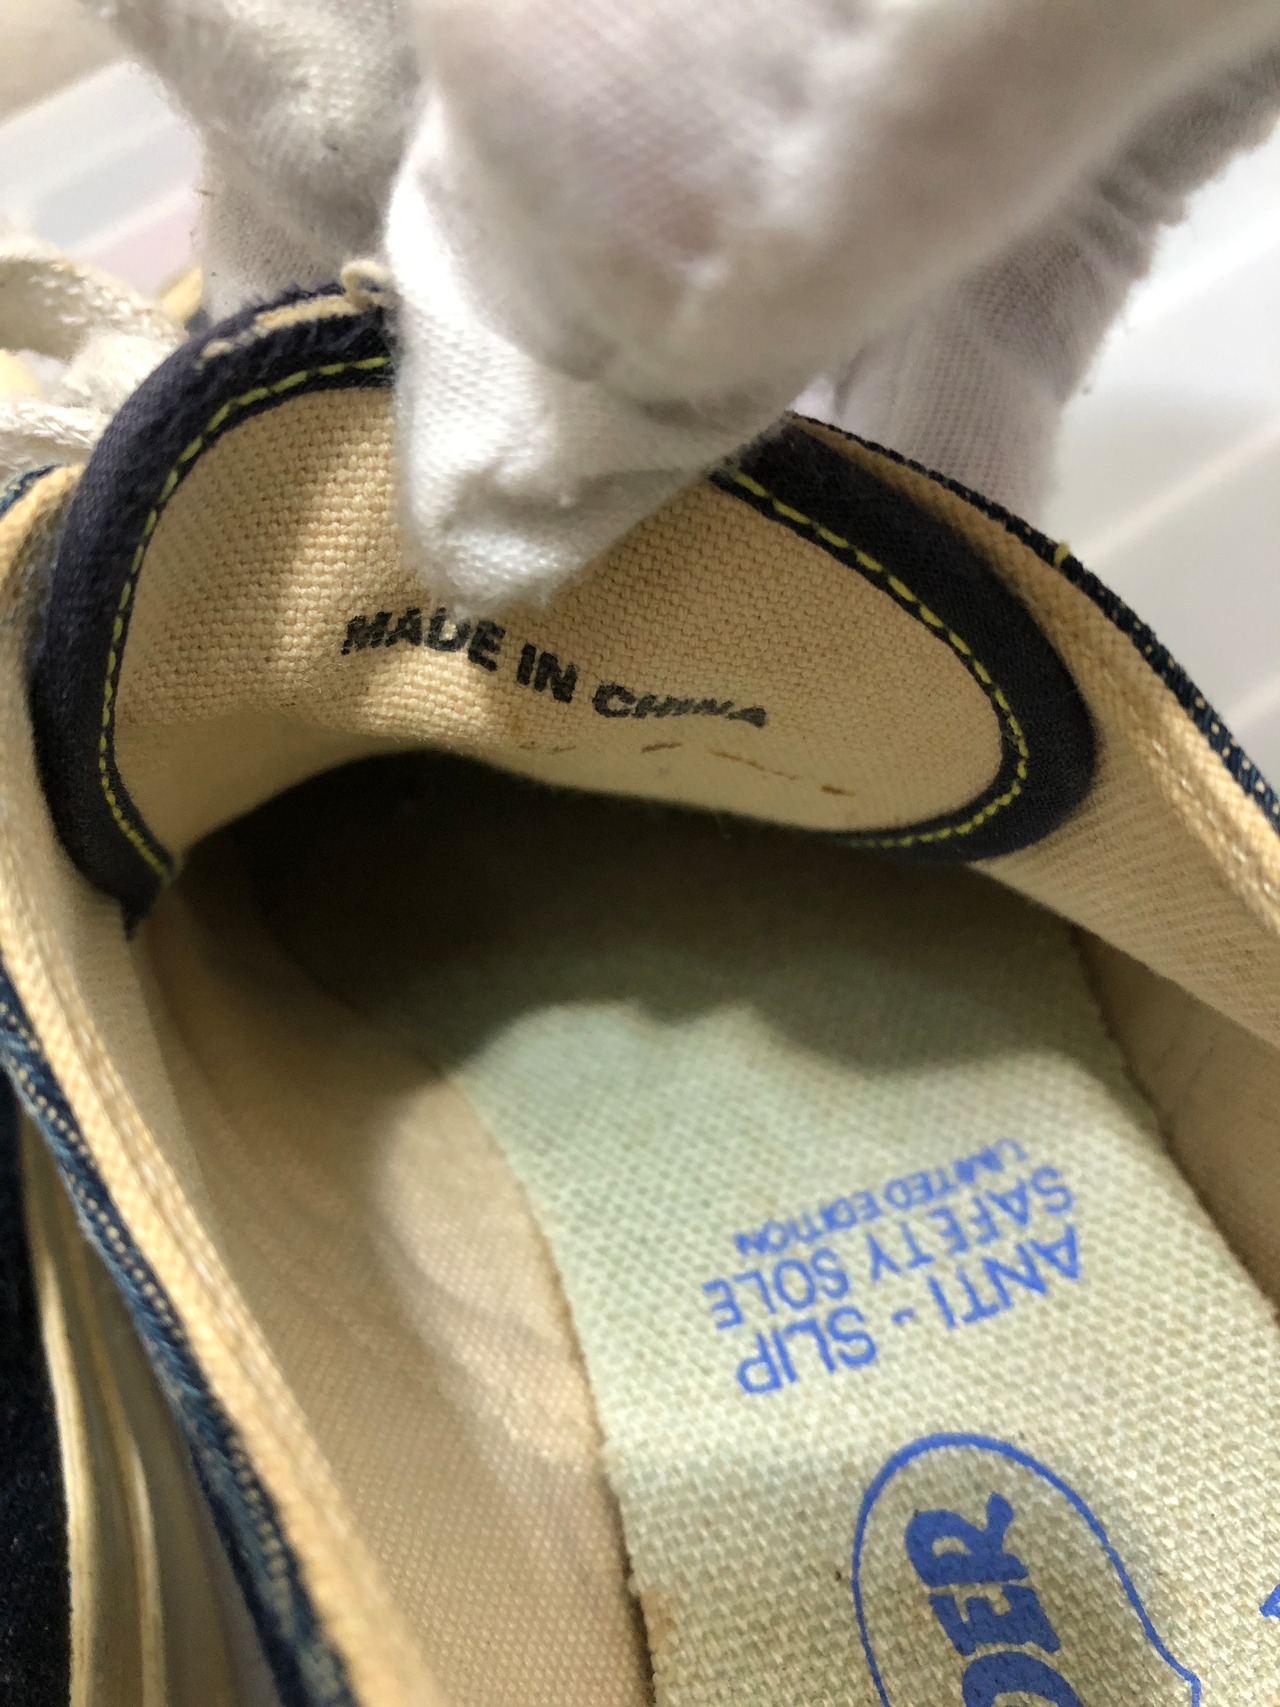 MADE IN CHINA
ANTI - SLIP
SAFETY SOLE
LIMITED EDITION